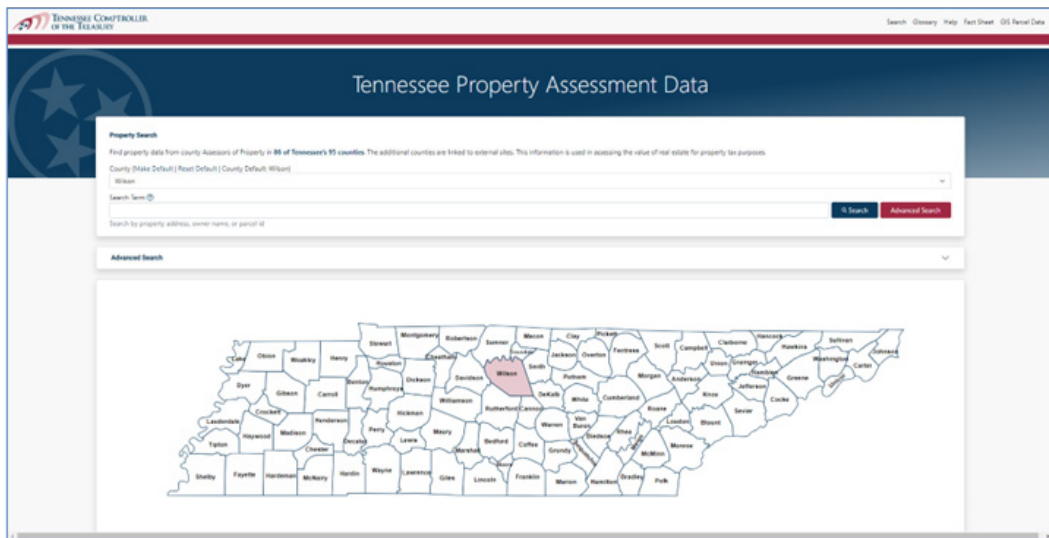 TENNESSEE COMPTROLLER
OF THE TREASURY
Search Glossary Help Fact Sheet GIS Parcel Data
Tennessee Property Assessment Data
Property Search
Find property data from county Assessors of Property in 86 of Tennessee's 95 counties. The additional counties are linked to external sites. This information is used in assessing the value of real estate for property tax purposes.
County (Make Default | Reset Default | County Default: Wilson)
Wilson
Search Term
Search Advanced Search
Search by property address, owner name, or parcel id
Advanced Search
Stewart Montgomery Robertson Sumner Macon Clay Pickett Scott Campbell Claiborne Hancock Hawkins Sullivan Johnson
Lake Obion Weakley Henry Houston Cheatham Trousdale Smith Jackson Overton Fentress Union Grainger Hamblen Washington Carter
Dyer Gibson Carroll Benton Humphreys Dickson Davidson Wilson Putnam Morgan Anderson Knox Jefferson Greene Unicoi
Lauderdale Crockett Henderson Hickman Williamson Rutherford Cannon DeKalb White Cumberland Roane Loudon Blount Sevier Cocke
Tipton Haywood Madison Chester Decatur Perry Lewis Maury Marshall Bedford Coffee Warren Van Buren Bledsoe Rhea Meigs McMinn Monroe
Shelby Fayette Hardeman McNairy Hardin Wayne Lawrence Giles Lincoln Moore Franklin Grundy Marion Sequatchie Hamilton Bradley Polk